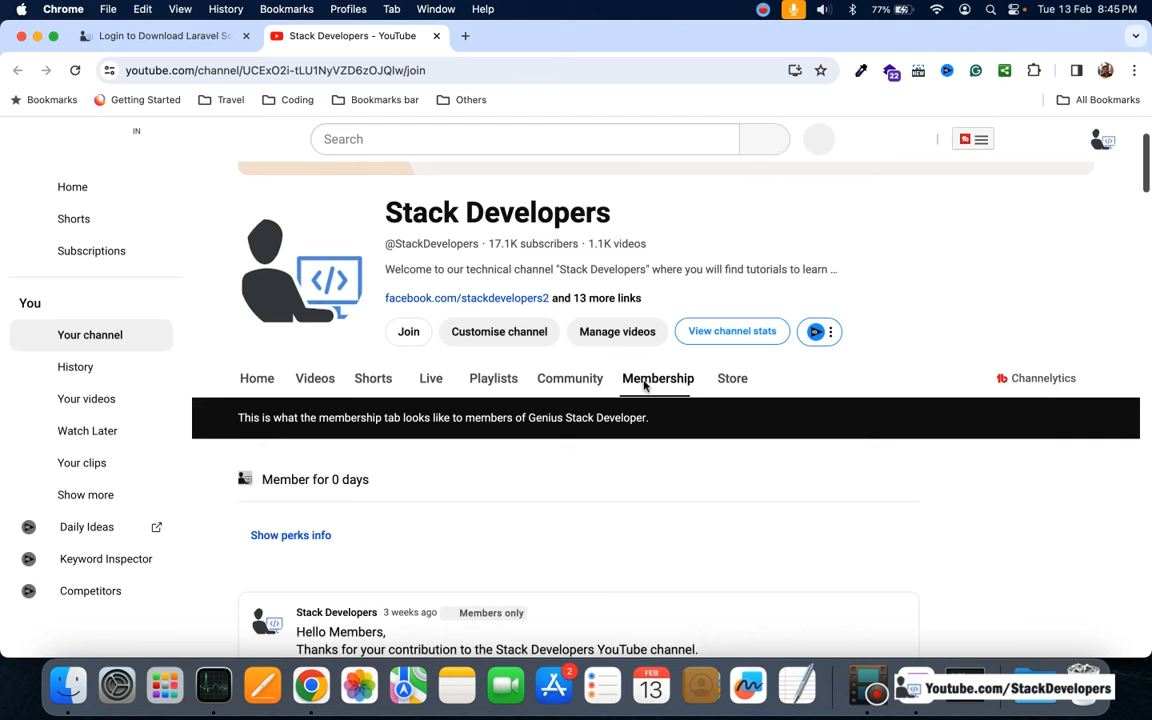 Chrome File Edit View History Bookmarks Profiles Tab Window Help 77% Tue 13 Feb 8:45 PM
Login to Download Laravel Sc
Stack Developers - YouTube
youtube.com/channel/UCExO2i-tLU1NyVZD6zOJQlw/join
22
NEW
Bookmarks Getting Started Travel Coding Bookmarks bar Others All Bookmarks
IN
Search
Home
Shorts
Subscriptions
You
Your channel
History
Your videos
Watch Later
Your clips
Show more
Daily Ideas
Keyword Inspector
Competitors
Stack Developers
@StackDevelopers · 17.1K subscribers · 1.1K videos
Welcome to our technical channel "Stack Developers" where you will find tutorials to learn ...
facebook.com/stackdevelopers2 and 13 more links
Join Customise channel Manage videos View channel stats
Home Videos Shorts Live Playlists Community Membership Store Channelytics
This is what the membership tab looks like to members of Genius Stack Developer.
Member for 0 days
Show perks info
Stack Developers 3 weeks ago Members only
Hello Members,
Thanks for your contribution to the Stack Developers YouTube channel.
2
FEB
13
Youtube.com/StackDevelopers